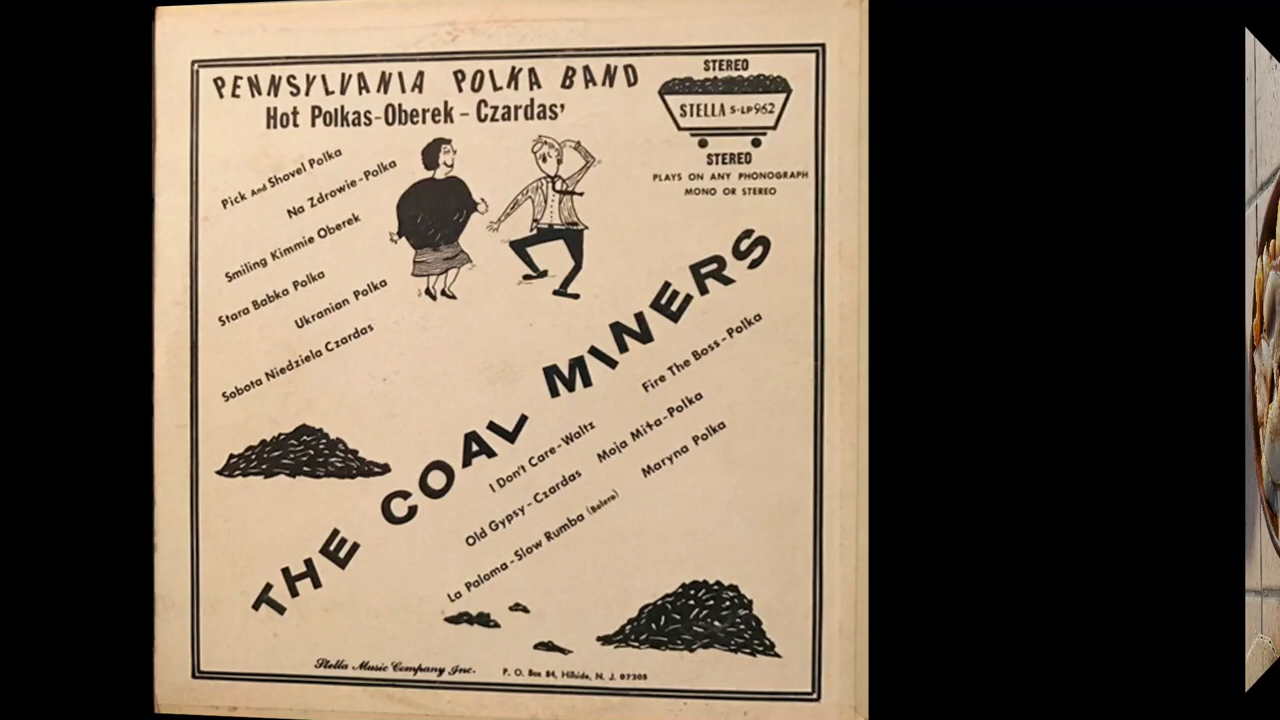 PENNSYLVANIA POLKA BAND
Hot Polkas-Oberek-Czardas'
STEREO
STELLA S-LP962
STEREO
PLAYS ON ANY PHONOGRAPH
MONO OR STEREO
Pick And Shovel Polka
Na Zdrowie-Polka
Smiling Kimmie Oberek
Stara Babka Polka
Ukranian Polka
Sobota Niedziela Czardas
THE COAL MINERS
Fire The Boss-Polka
I Don't Care-Waltz
Moja Mita-Polka
Old Gypsy-Czardas
Maryna Polka
La Paloma-Slow Rumba (Bolero)
Stella Music Company Inc.
P. O. Box 84, Hillside, N. J. 07205